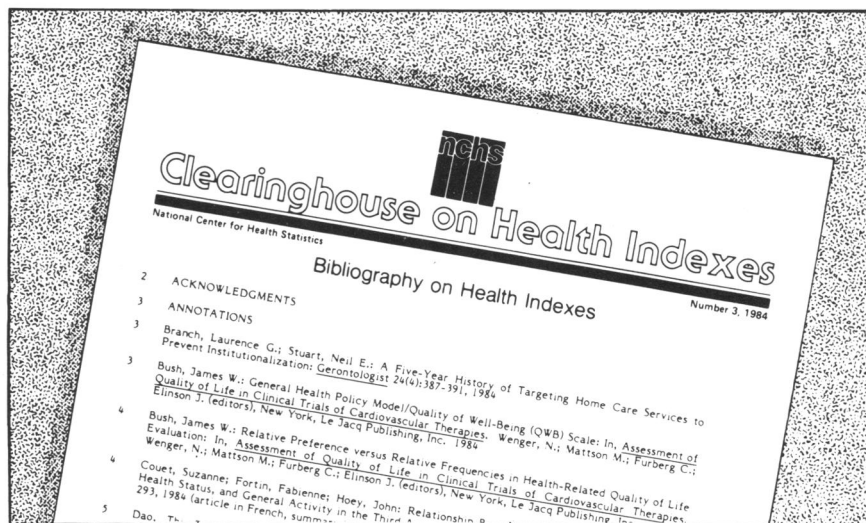 nchs
Clearinghouse on Health Indexes
National Center for Health Statistics
Number 3, 1984
Bibliography on Health Indexes
2 ACKNOWLEDGMENTS
3 ANNOTATIONS
3 Branch, Laurence G.; Stuart, Neil E.: A Five-Year History of Targeting Home Care Services to
Prevent Institutionalization: Gerontologist 24(4):387-391, 1984
3 Bush, James W.: General Health Policy Model/Quality of Well-Being (QWB) Scale: In, Assessment of
Quality of Life in Clinical Trials of Cardiovascular Therapies. Wenger, N.; Mattson M.; Furberg C.;
Elinson J. (editors), New York, Le Jacq Publishing, Inc. 1984
4 Bush, James W.: Relative Preference versus Relative Frequencies in Health-Related Quality of Life
Evaluation: In, Assessment of Quality of Life in Clinical Trials of Cardiovascular Therapies.
Wenger, N.; Mattson M.; Furberg C.; Elinson J. (editors), New York, Le Jacq Publishing,
4 Couet, Suzanne; Fortin, Fabienne; Hoey, John: Relationship
Health Status, and General Activity in the Third
293, 1984 (article in French,
5 Dao,